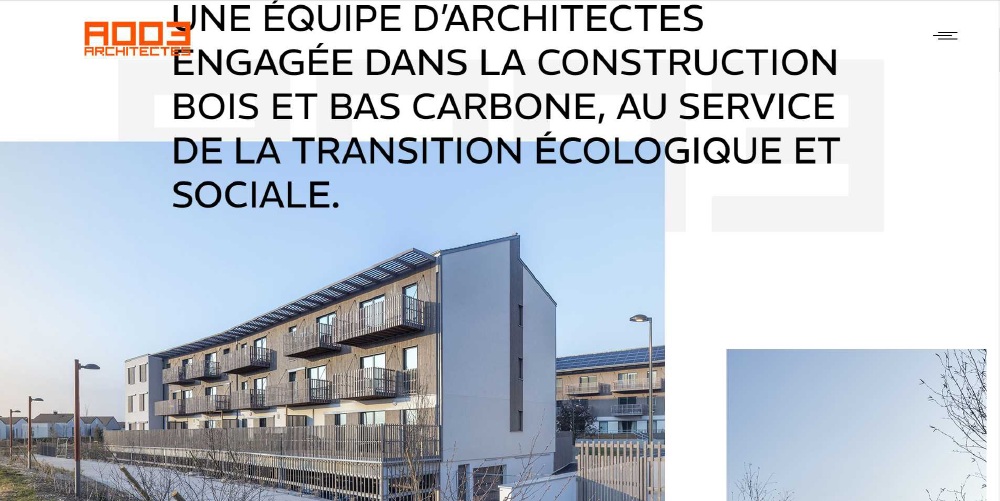 A003
ARCHITECTES
UNE ÉQUIPE D'ARCHITECTES
ENGAGÉE DANS LA CONSTRUCTION
BOIS ET BAS CARBONE, AU SERVICE
DE LA TRANSITION ÉCOLOGIQUE ET
SOCIALE.